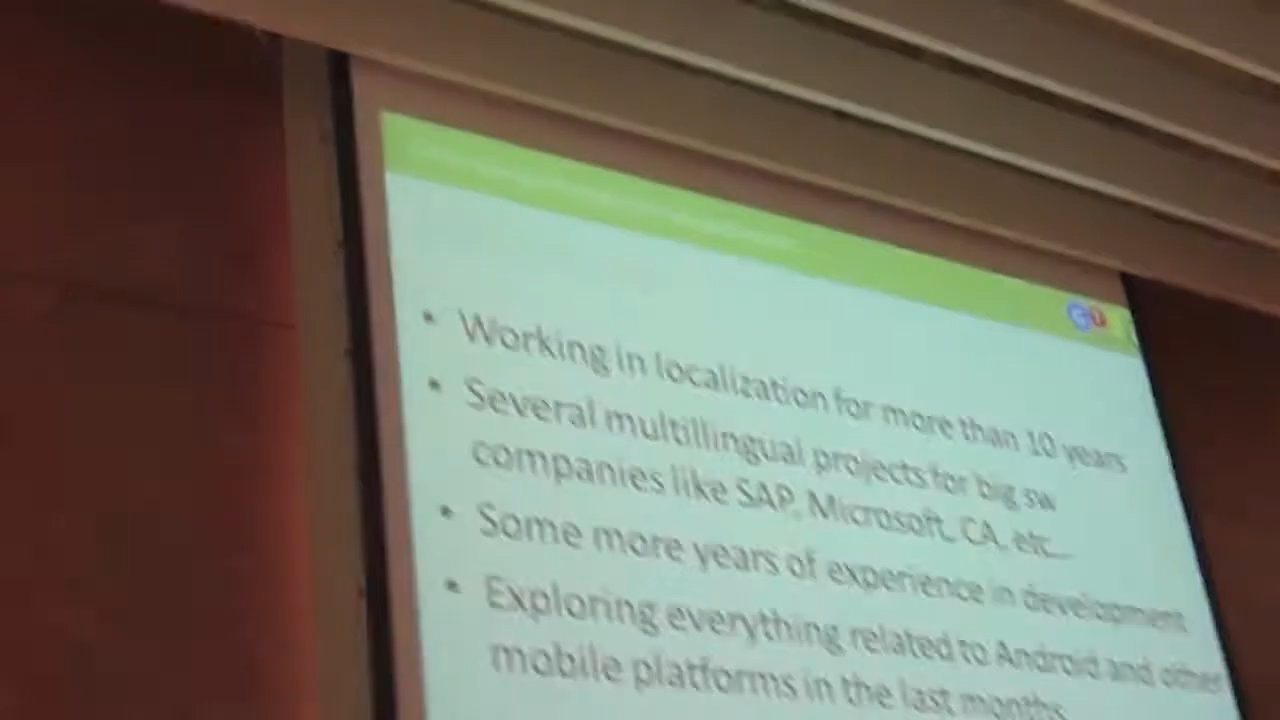 • Working in localization for more than 10 years
• Several multillingual projects for big sw
companies like SAP, Microsoft, CA, etc...
• Some more years of experience in development
• Exploring everything related to Android and other
mobile platforms in the last months